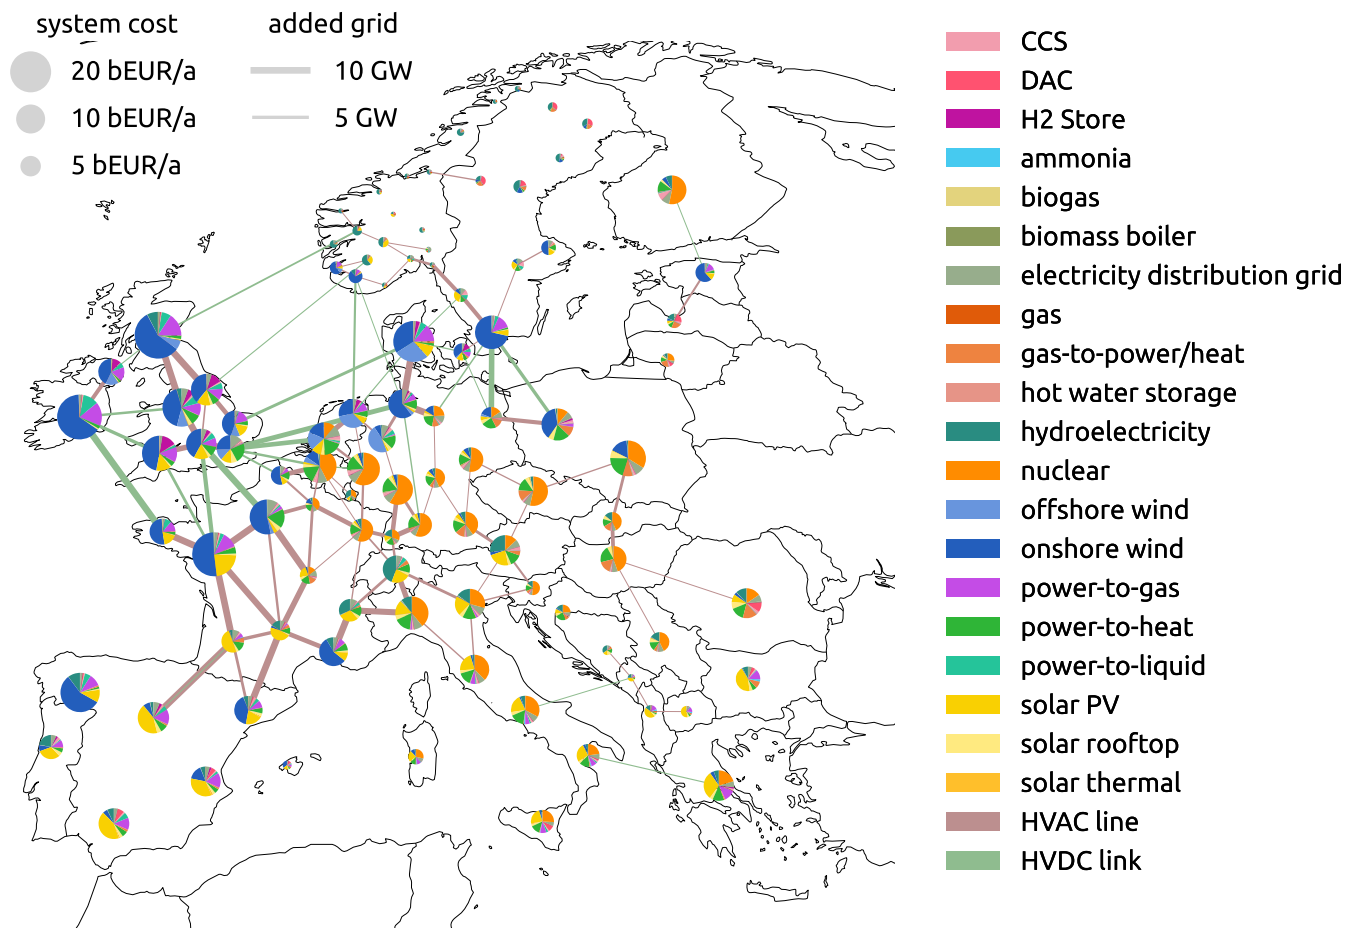 system cost
20 bEUR/a
10 bEUR/a
5 bEUR/a
added grid
10 GW
5 GW
CCS
DAC
H2 Store
ammonia
biogas
biomass boiler
electricity distribution grid
gas
gas-to-power/heat
hot water storage
hydroelectricity
nuclear
offshore wind
onshore wind
power-to-gas
power-to-heat
power-to-liquid
solar PV
solar rooftop
solar thermal
HVAC line
HVDC link